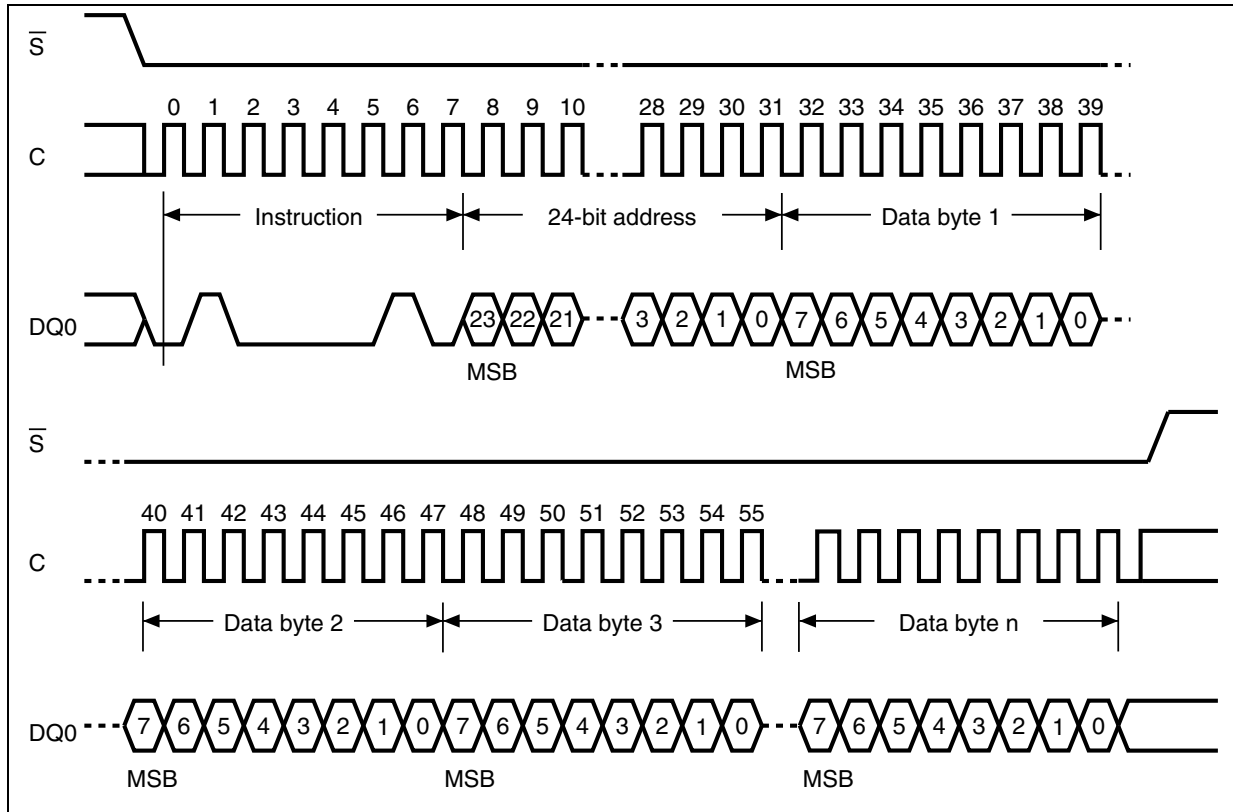 S̅
0 1 2 3 4 5 6 7 8 9 10 28 29 30 31 32 33 34 35 36 37 38 39
C
Instruction 24-bit address Data byte 1
DQ0 23 22 21 3 2 1 0 7 6 5 4 3 2 1 0
MSB MSB
S̅
40 41 42 43 44 45 46 47 48 49 50 51 52 53 54 55
C
Data byte 2 Data byte 3 Data byte n
DQ0 7 6 5 4 3 2 1 0 7 6 5 4 3 2 1 0 7 6 5 4 3 2 1 0
MSB MSB MSB